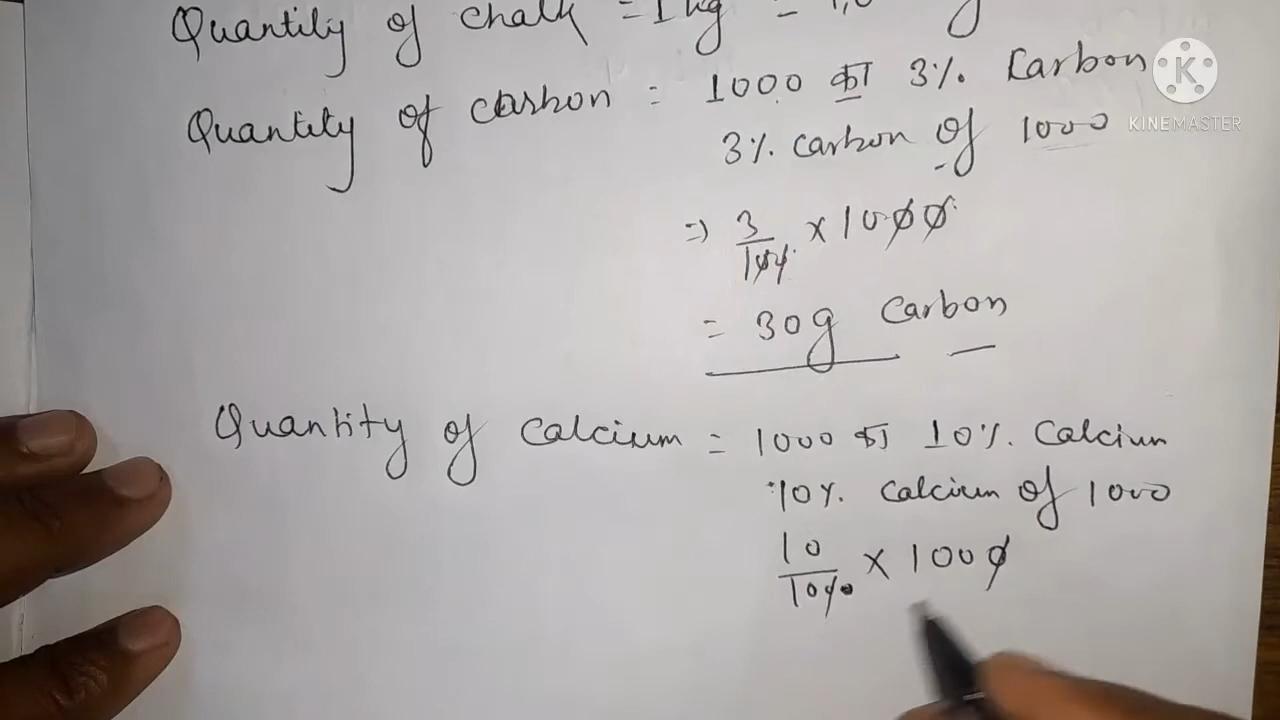 Quantity of chalk = 1 kg =
Quantity of carbon = 1000 का 3% Carbon
KINEMASTER
3% carbon of 1000
=) 3/100 × 1000
= 30g Carbon
Quantity of Calcium = 1000 का 10% Calcium
10% Calcium of 1000
10/100 × 1000